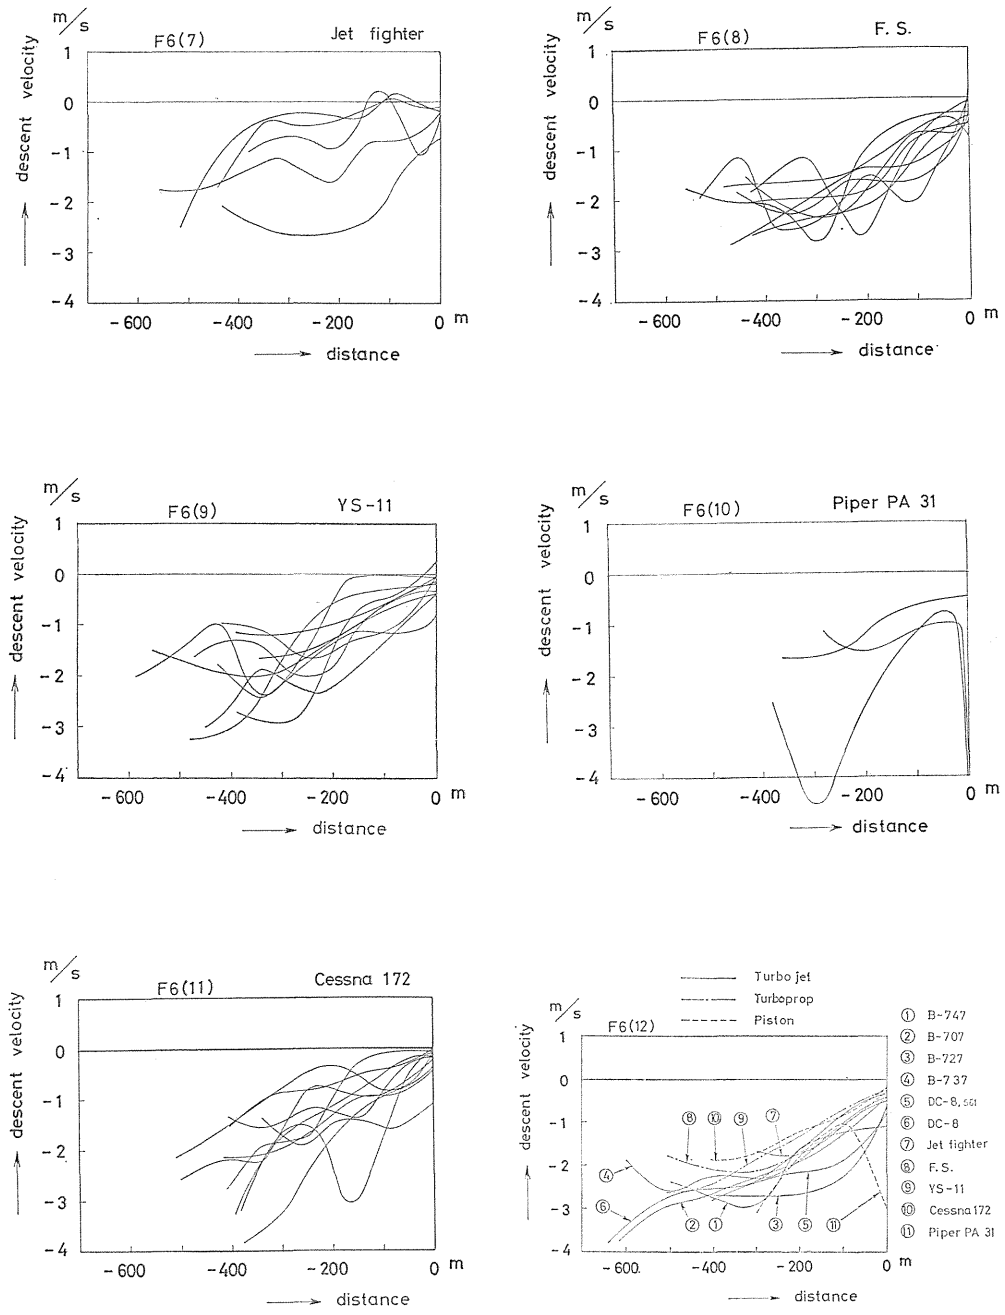 m/s
F6(7)
Jet fighter
descent velocity
1
0
-1
-2
-3
-4
-600 -400 -200 0 m
distance
m/s
F6(8)
F. S.
descent velocity
1
0
-1
-2
-3
-4
-600 -400 -200 0 m
distance
m/s
F6(9)
YS-11
descent velocity
1
0
-1
-2
-3
-4
-600 -400 -200 0 m
distance
m/s
F6(10)
Piper PA 31
descent velocity
1
0
-1
-2
-3
-4
-600 -400 -200 0 m
distance
m/s
F6(11)
Cessna 172
descent velocity
1
0
-1
-2
-3
-4
-600 -400 -200 0 m
distance
Turbo jet
Turboprop
Piston
m/s
F6(12)
descent velocity
1
0
-1
-2
-3
-4
-600 -400 -200 0 m
distance
⑧ ⑩ ⑨ ⑦
④
⑥
② ① ③ ⑤ ⑪
① B-747
② B-707
③ B-727
④ B-737
⑤ DC-8,
⑥ DC-8
⑦ Jet fighter
⑧ F.S.
⑨ YS-11
⑩ Cessna 172
⑪ Piper PA 31